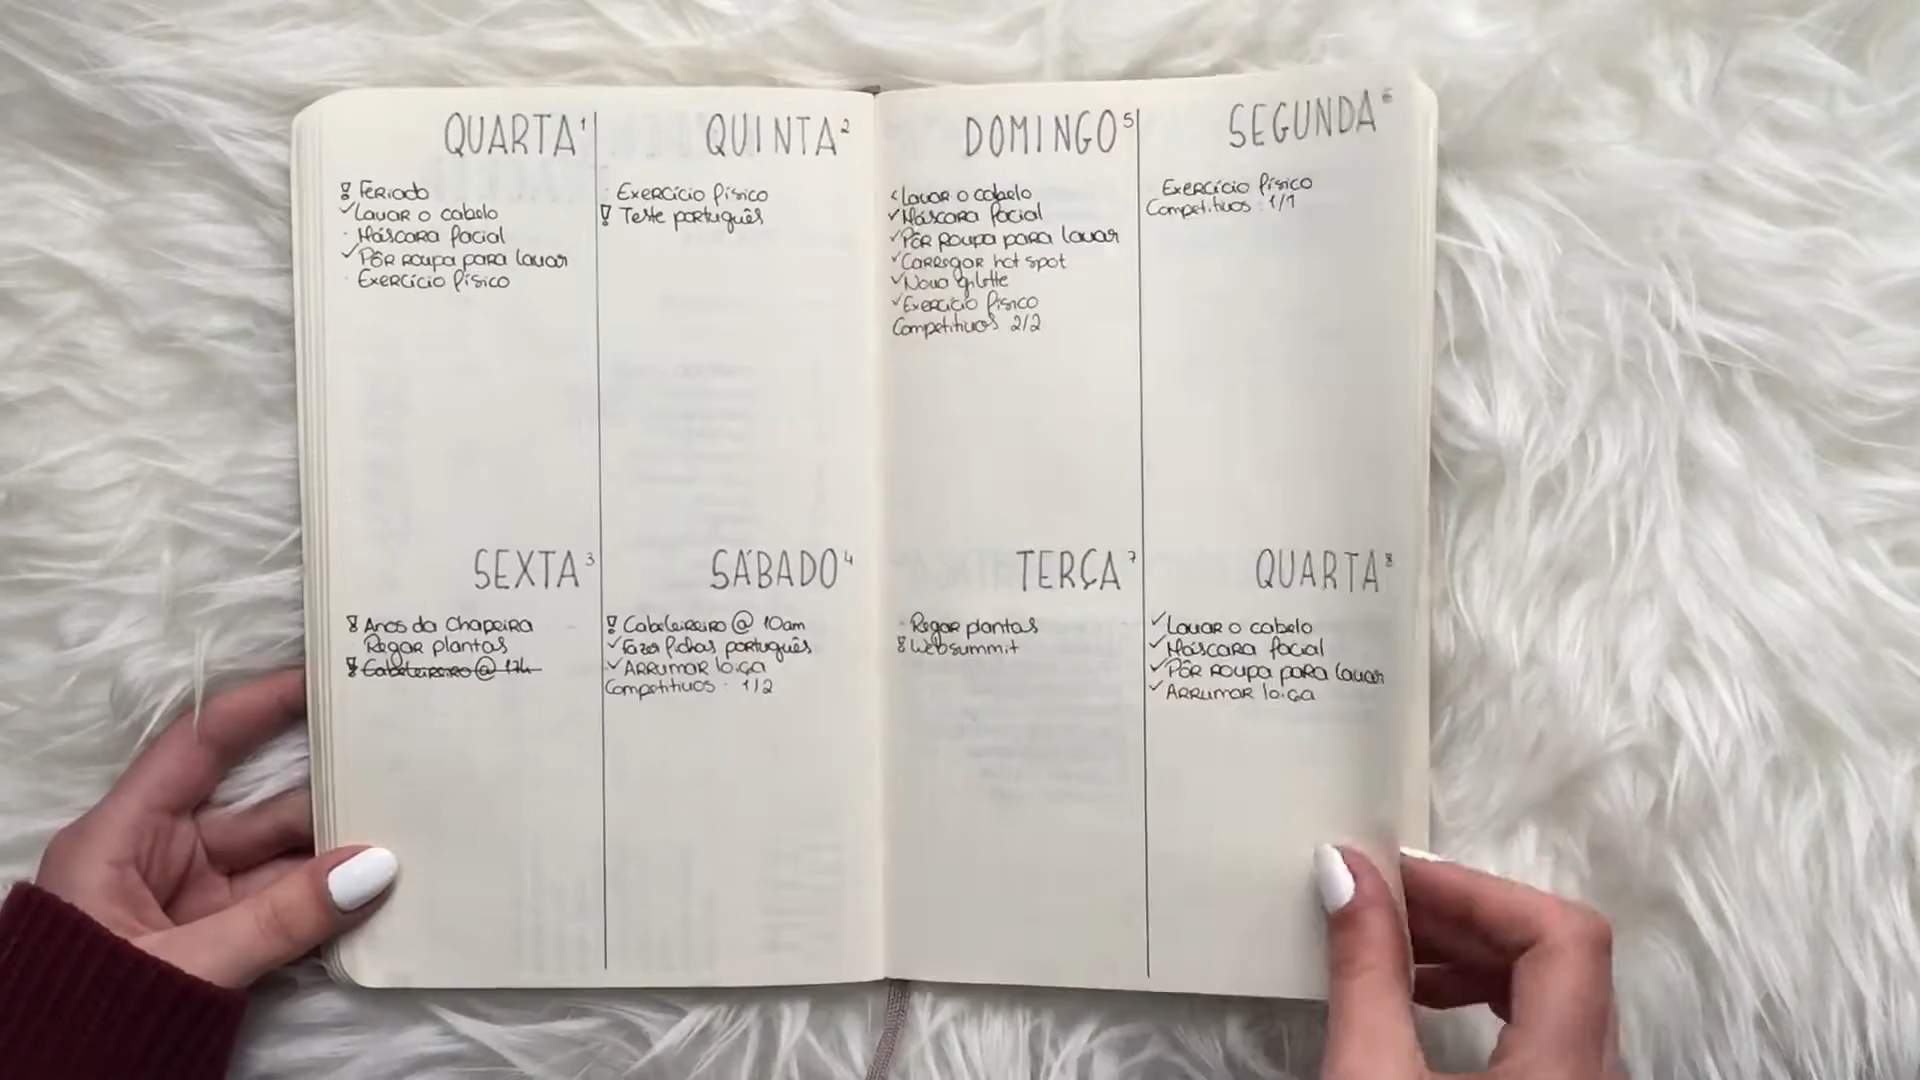 QUARTA 1
! Feriado
✓ Lavar o cabelo
· Máscara facial
✓ Pôr roupa para lavar
· Exercício físico
QUINTA 2
· Exercício físico
! Teste português
SEXTA 3
! Anos da Chapeira
Regar plantas
! Cabeleireiro @ 17h
SÁBADO 4
! Cabeleireiro @ 10am
✓ Fazer fichas português
✓ Arrumar loiça
Competitivos : 1/2
DOMINGO 5
< Lavar o cabelo
✓ Máscara facial
✓ Pôr roupa para lavar
✓ Carregar hot spot
✓ Nova gilette
✓ Exercício físico
Competitivos 2/2
SEGUNDA 6
· Exercício físico
Competitivos : 1/1
TERÇA 7
· Regar plantas
! Websummit
QUARTA 8
✓ Lavar o cabelo
✓ Máscara facial
✓ Pôr roupa para lavar
✓ Arrumar loiça